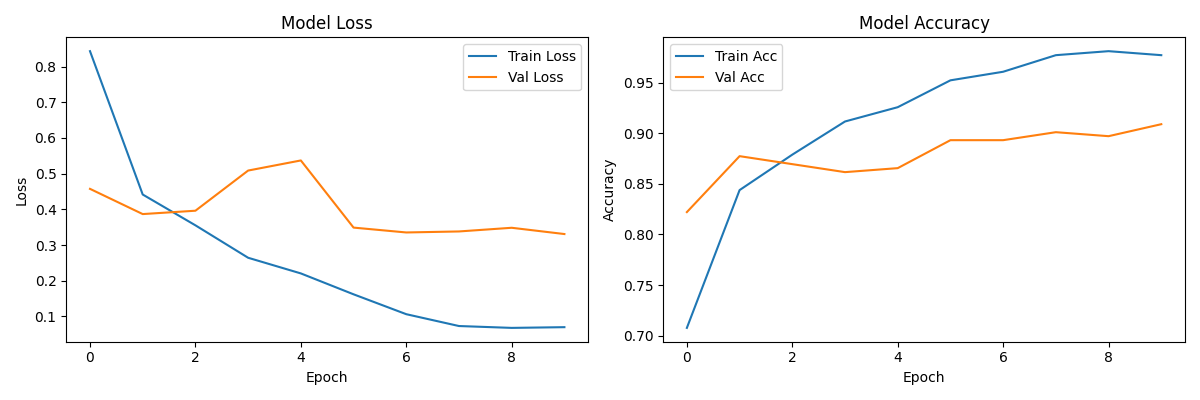 Model Loss
Train Loss
Val Loss
0.8
0.7
0.6
0.5
0.4
0.3
0.2
0.1
Loss
0 2 4 6 8
Epoch
Model Accuracy
Train Acc
Val Acc
0.95
0.90
0.85
0.80
0.75
0.70
Accuracy
0 2 4 6 8
Epoch